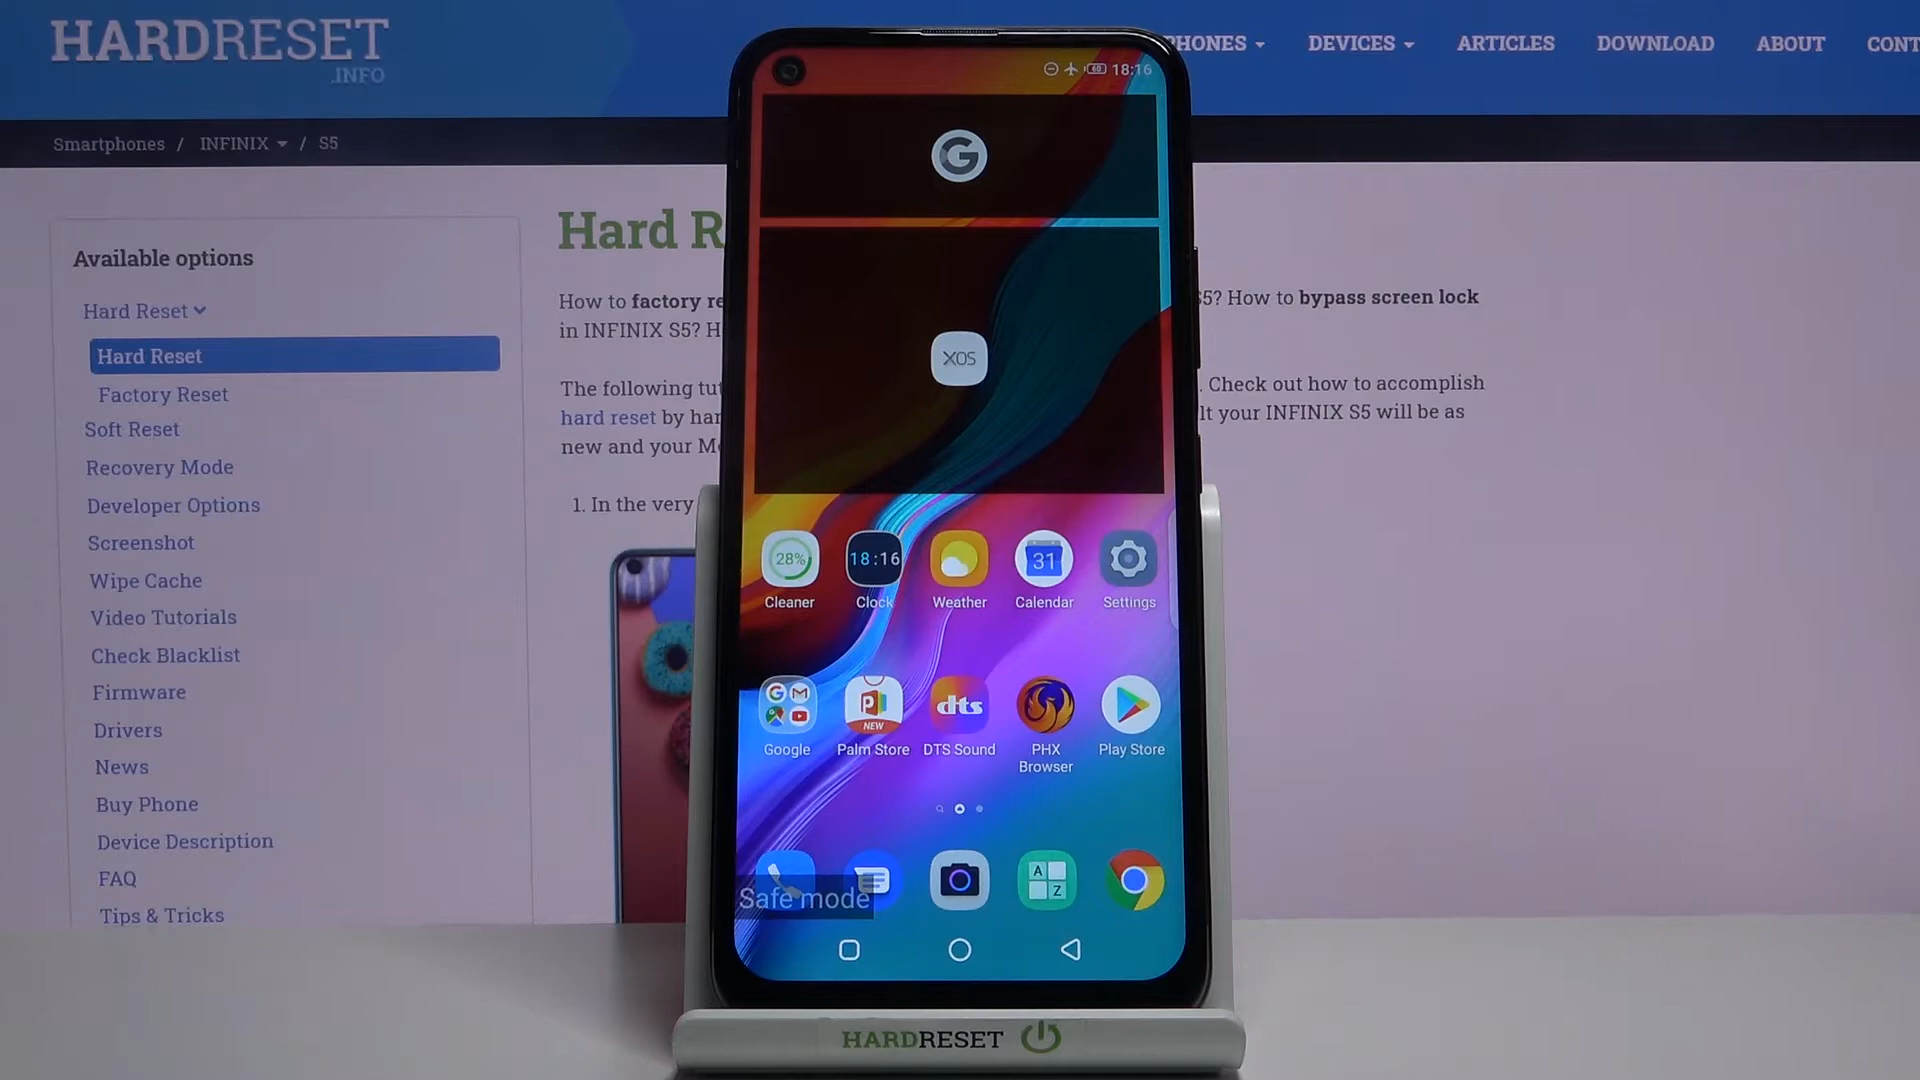 HARDRESET
.INFO
PHONES DEVICES ARTICLES DOWNLOAD ABOUT CONT
Smartphones / INFINIX / S5
Available options
Hard Reset
Hard Reset
Factory Reset
Soft Reset
Recovery Mode
Developer Options
Screenshot
Wipe Cache
Video Tutorials
Check Blacklist
Firmware
Drivers
News
Buy Phone
Device Description
FAQ
Tips & Tricks
Hard R
How to factory re
S5? How to bypass screen lock
in INFINIX S5? H
The following tut
. Check out how to accomplish
hard reset by har
lt your INFINIX S5 will be as
new and your Mo
1. In the very
60 18:16
G
XOS
28% 18:16 31
Cleaner Clock Weather Calendar Settings
G M P NEW dts
Google Palm Store DTS Sound PHX Browser Play Store
A Z
Safe mode
HARDRESET